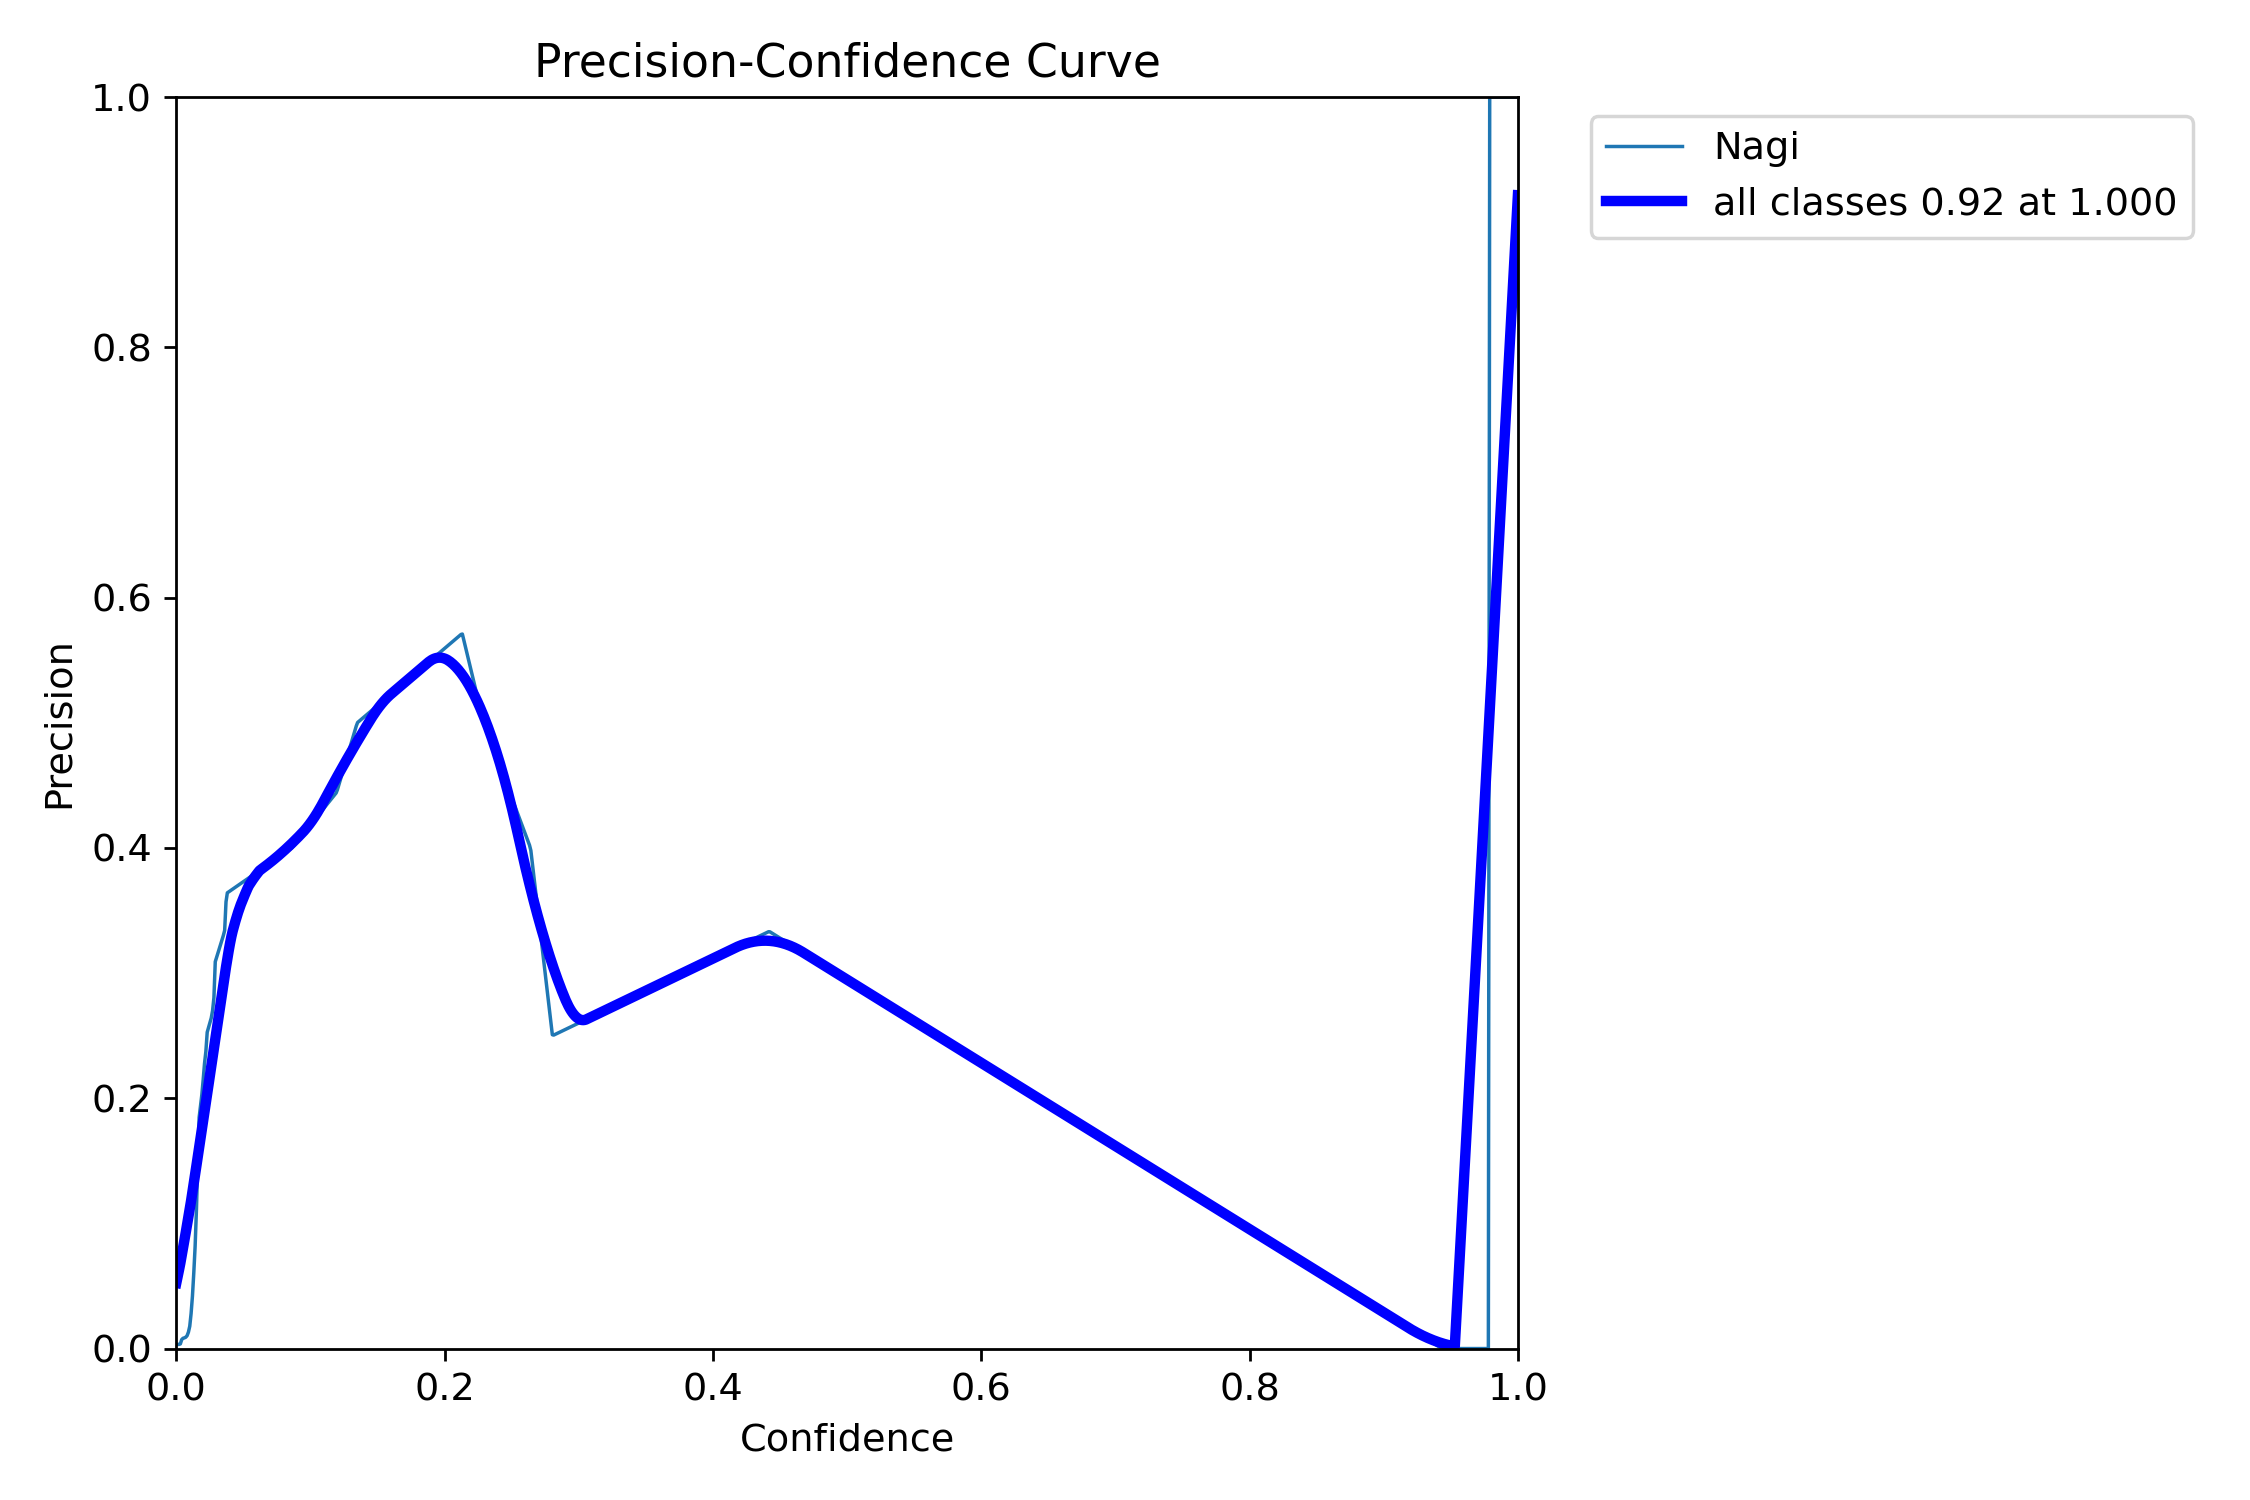 Precision-Confidence Curve
Nagi
all classes 0.92 at 1.000
Precision
1.0
0.8
0.6
0.4
0.2
0.0
0.0 0.2 0.4 0.6 0.8 1.0
Confidence